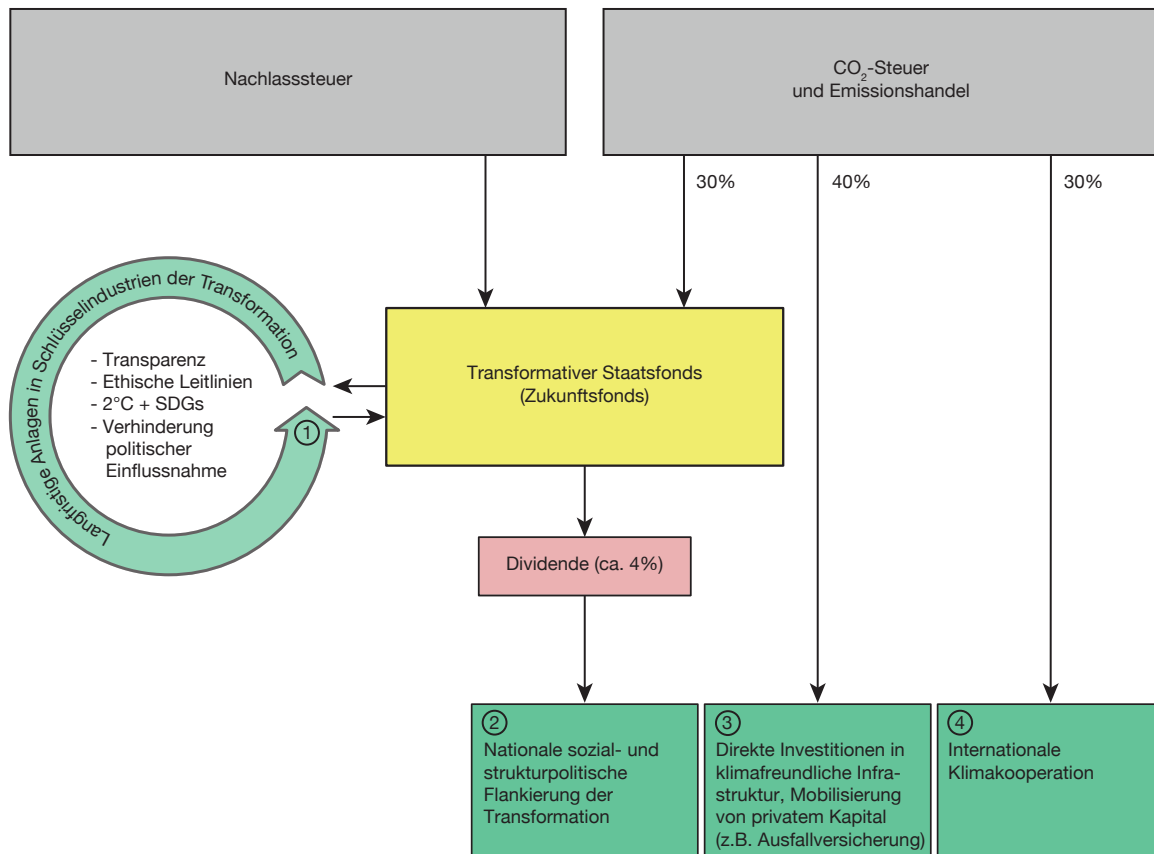 Nachlasssteuer
CO₂-Steuer
und Emissionshandel
30%
40%
30%
Langfristige Anlagen in Schlüsselindustrien der Transformation
- Transparenz
- Ethische Leitlinien
- 2°C + SDGs
- Verhinderung
politischer
Einflussnahme
1
Transformativer Staatsfonds
(Zukunftsfonds)
Dividende (ca. 4%)
2
Nationale sozial- und
strukturpolitische
Flankierung der
Transformation
3
Direkte Investitionen in
klimafreundliche Infra-
struktur, Mobilisierung
von privatem Kapital
(z.B. Ausfallversicherung)
4
Internationale
Klimakooperation